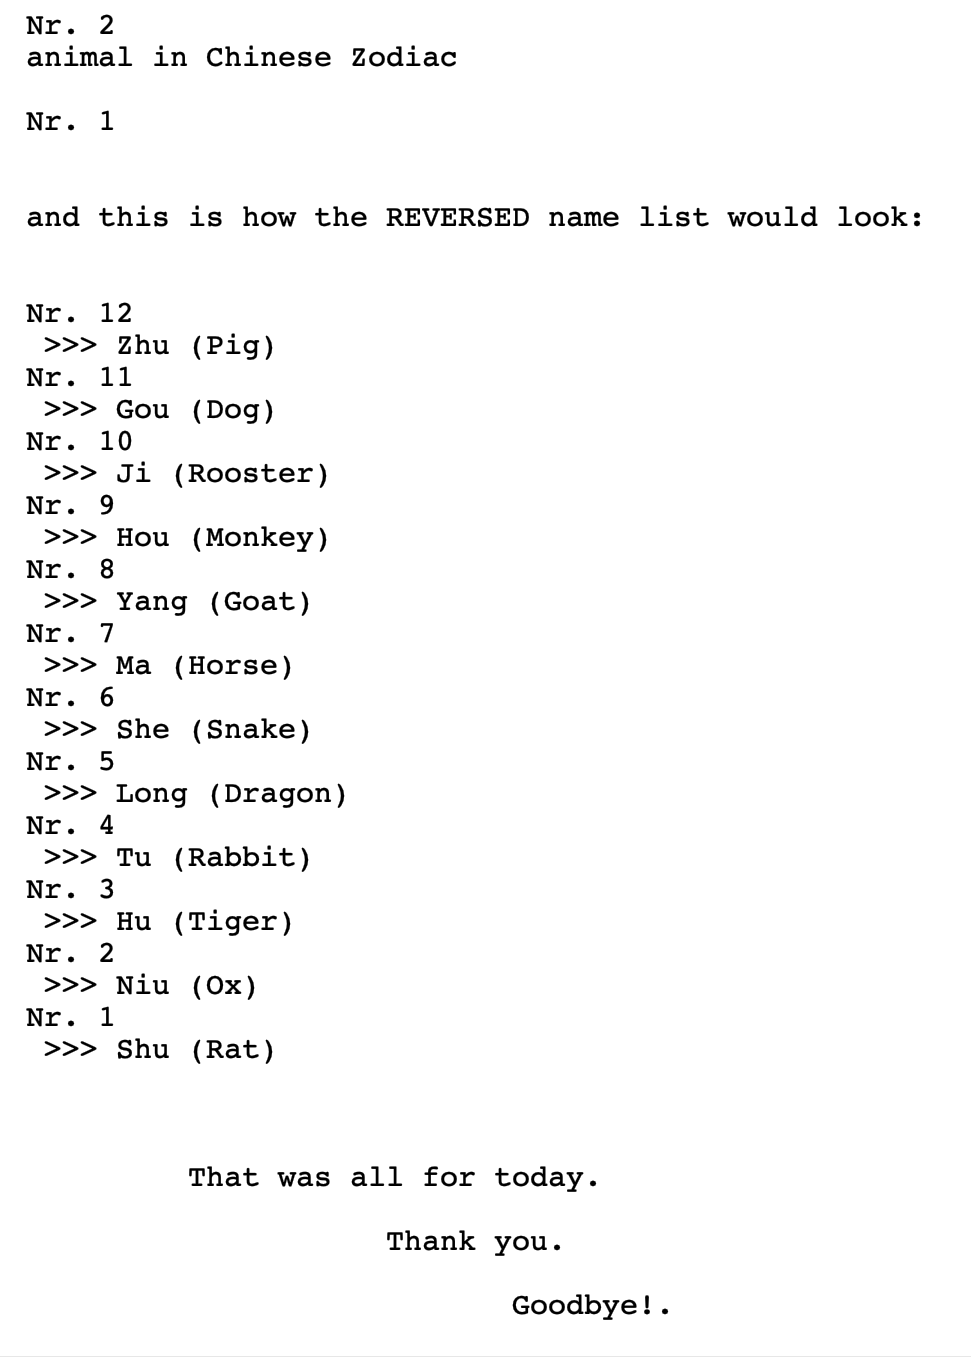 Nr. 2
animal in Chinese Zodiac
Nr. 1
and this is how the REVERSED name list would look:
Nr. 12
>>> Zhu (Pig)
Nr. 11
>>> Gou (Dog)
Nr. 10
>>> Ji (Rooster)
Nr. 9
>>> Hou (Monkey)
Nr. 8
>>> Yang (Goat)
Nr. 7
>>> Ma (Horse)
Nr. 6
>>> She (Snake)
Nr. 5
>>> Long (Dragon)
Nr. 4
>>> Tu (Rabbit)
Nr. 3
>>> Hu (Tiger)
Nr. 2
>>> Niu (Ox)
Nr. 1
>>> Shu (Rat)
That was all for today.
Thank you.
Goodbye!.